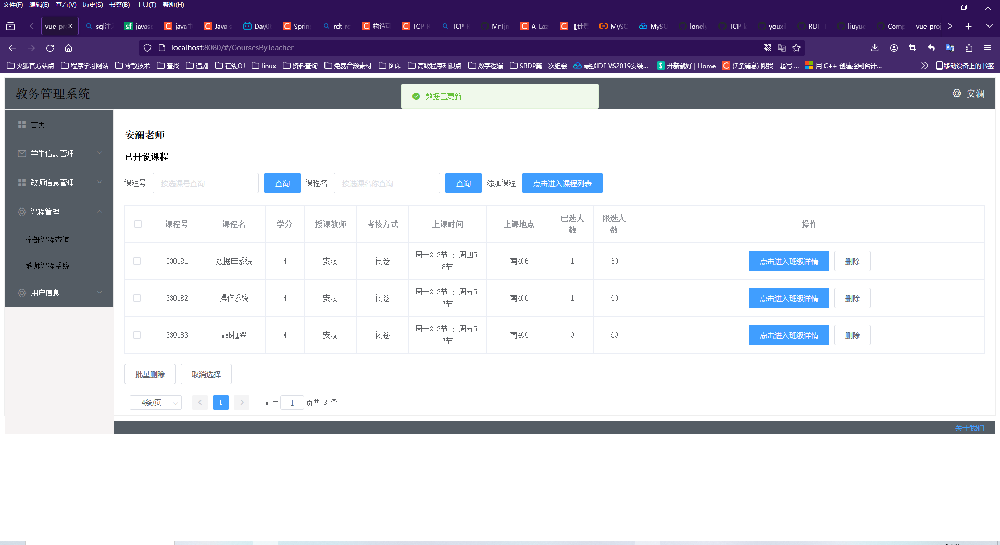 文件(F) 编辑(E) 查看(V) 历史(S) 书签(B) 工具(T) 帮助(H)
vue_pr sql注 javasc java中 Java s Day06 Sprin rdt_rc 构造可 TCP-R TCP-R MrTjn A_Laz 【计算 MySC MySC lonely TCP-la youxi RDT_T liuyue Comp vue_proj
localhost:8080/#/CoursesByTeacher
火狐官方站点 程序学习网站 零散技术 查找 追剧 在线OJ linux 资料查询 免费音频素材 图床 高级程序知识点 数字逻辑 SRDP第一次组会 最强IDE VS2019安装... 开新就好 | Home (7条消息) 跟我一起写 ... 用 C++ 创建控制台计... 移动设备上的书签
教务管理系统
数据已更新
安澜
首页
学生信息管理
教师信息管理
课程管理
全部课程查询
教师课程系统
用户信息
安澜老师
已开设课程
课程号 按选课号查询 查询 课程名 按选课名称查询 查询 添加课程 点击进入课程列表
课程号 课程名 学分 授课教师 考核方式 上课时间 上课地点 已选人数 限选人数 操作
330181 数据库系统 4 安澜 闭卷 周一2-3节 ; 周四5-8节 南406 1 60 点击进入班级详情 删除
330182 操作系统 4 安澜 闭卷 周一2-3节 ; 周五5-7节 南406 1 60 点击进入班级详情 删除
330183 Web框架 4 安澜 闭卷 周一2-3节 ; 周五5-7节 南406 0 60 点击进入班级详情 删除
批量删除 取消选择
4条/页 1 前往 1 页共 3 条
关于我们